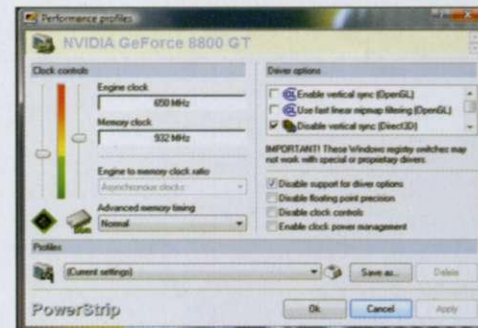 Performance profiles
NVIDIA GeForce 8800 GT
Clock controls
Engine clock
650 MHz
Memory clock
932 MHz
Engine to memory clock ratio
Asynchronous clocks
Advanced memory timing
Normal
Driver options
Enable vertical sync (OpenGL)
Use fast linear mipmap filtering (OpenGL)
Disable vertical sync (Direct3D)
IMPORTANT! These Windows registry switches may
not work with special or proprietary drivers.
Disable support for driver options
Disable floating point precision
Disable clock controls
Enable clock power management
Profiles
(Current settings)
Save as...
Delete
PowerStrip
Ok
Cancel
Apply